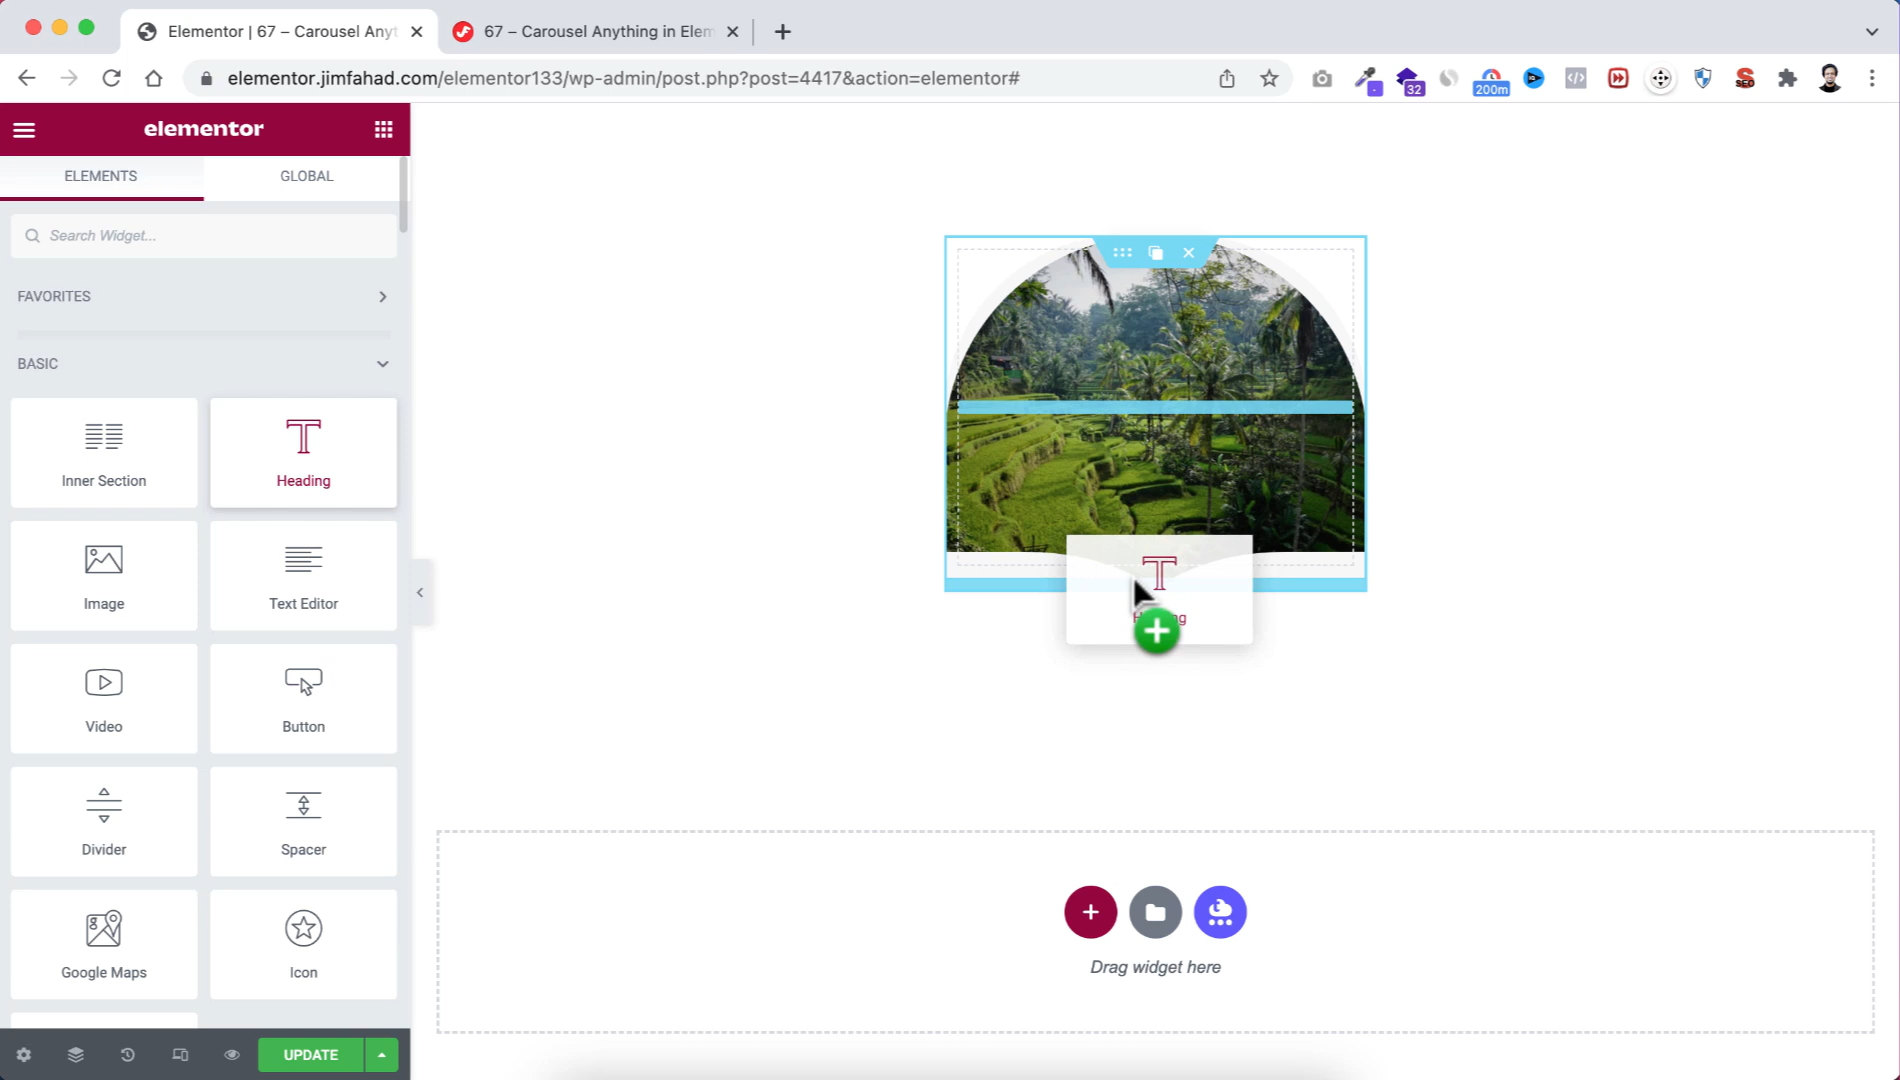 Elementor | 67 – Carousel Anyt
67 – Carousel Anything in Elem
elementor.jimfahad.com/elementor133/wp-admin/post.php?post=4417&action=elementor#
32
200m
SEO
elementor
ELEMENTS
GLOBAL
Search Widget...
FAVORITES
BASIC
Inner Section
Heading
Image
Text Editor
Video
Button
Divider
Spacer
Google Maps
Icon
Drag widget here
UPDATE